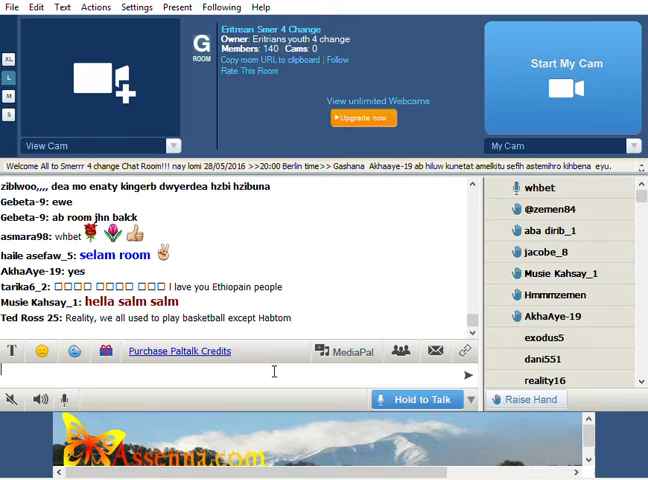 File Edit Text Actions Settings Present Following Help
XL
L
M
S
View Cam
G
ROOM
Eritrean Smer 4 Change
Owner: Eritrians youth 4 change
Members: 140 | Cams: 0
Copy room URL to clipboard | Follow
Rate This Room
View unlimited Webcams
Upgrade now
Start My Cam
My Cam
Welcome All to Smerrr 4 change Chat Room!!! nay lomi 28/05/2016 >>20:00 Berlin time>> Gashana Akhaaye-19 ab hiluw kunetat amelkitu sefih astemihro kihbena eyu.
ziblwoo,,,, dea mo enaty kingerb dwyerdea hzbi hzibuna
Gebeta-9: ewe
Gebeta-9: ab room jhn balck
asmara98: whbet
haile asefaw_5: selam room
AkhaAye-19: yes
tarika6_2: I lave you Ethiopain people
Musie Kahsay_1: hella salm salm
Ted Ross 25: Reality, we all used to play basketball except Habtom
whbet
@zemen84
aba dirib_1
jacobe_8
Musie Kahsay_1
Hmmmzemen
AkhaAye-19
exodus5
dani551
reality16
T Purchase Paltalk Credits MediaPal
Hold to Talk
Raise Hand
Assenna.com